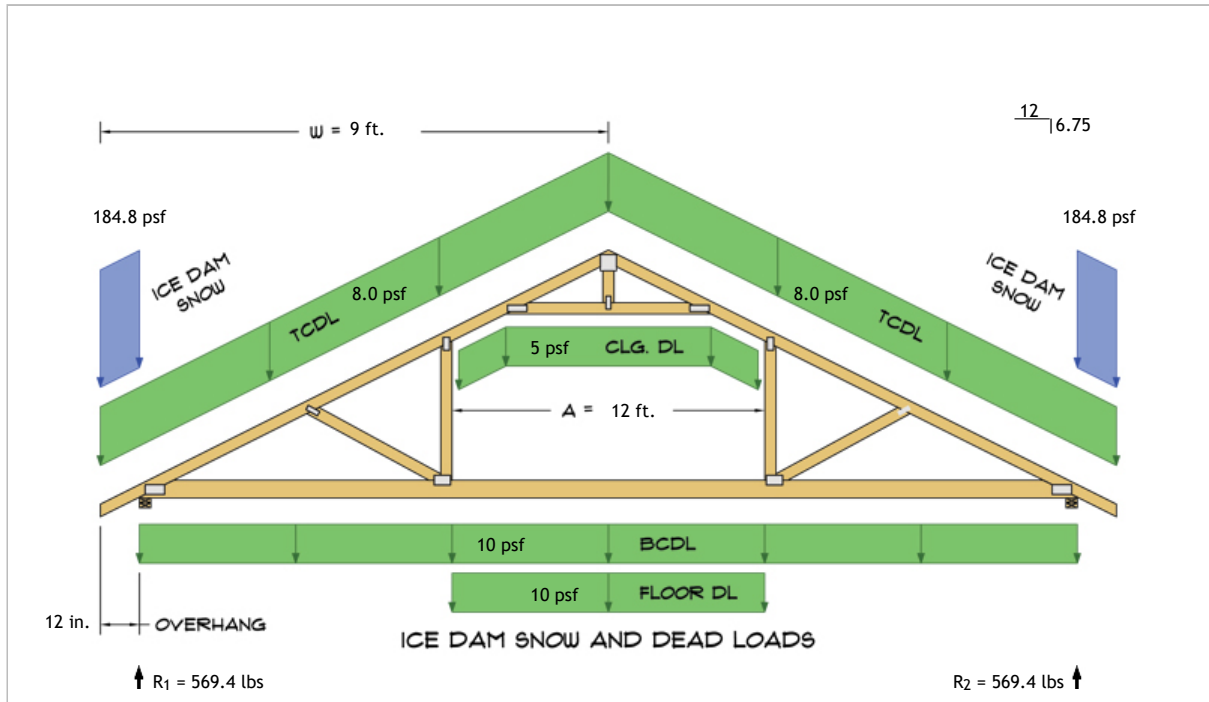 W = 9 ft.
12
6.75
184.8 psf
184.8 psf
ICE DAM
SNOW
ICE DAM
SNOW
TCDL
8.0 psf
8.0 psf
TCDL
5 psf CLG. DL
A = 12 ft.
10 psf BCDL
10 psf FLOOR DL
12 in. OVERHANG
ICE DAM SNOW AND DEAD LOADS
R1 = 569.4 lbs
R2 = 569.4 lbs